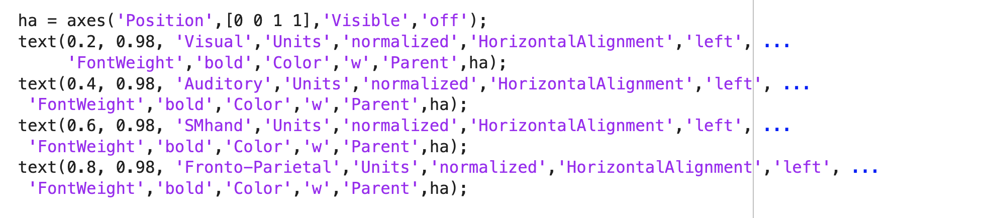 ha = axes('Position',[0 0 1 1],'Visible','off');
text(0.2, 0.98, 'Visual','Units','normalized','HorizontalAlignment','left', ...
'FontWeight','bold','Color','w','Parent',ha);
text(0.4, 0.98, 'Auditory','Units','normalized','HorizontalAlignment','left', ...
'FontWeight','bold','Color','w','Parent',ha);
text(0.6, 0.98, 'SMhand','Units','normalized','HorizontalAlignment','left', ...
'FontWeight','bold','Color','w','Parent',ha);
text(0.8, 0.98, 'Fronto-Parietal','Units','normalized','HorizontalAlignment','left', ...
'FontWeight','bold','Color','w','Parent',ha);